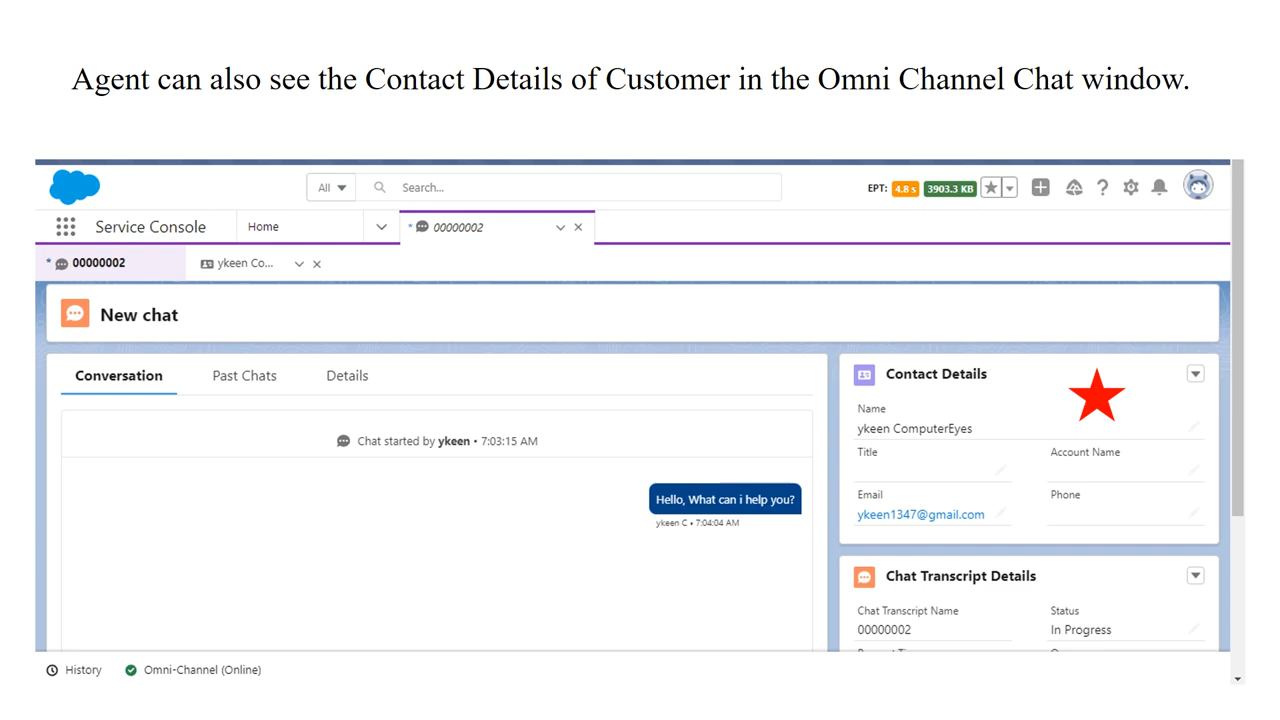 Agent can also see the Contact Details of Customer in the Omni Channel Chat window.
All
Search...
EPT: 4.8 s 3903.3 KB
Service Console
Home
* 00000002
* 00000002
ykeen Co...
New chat
Conversation
Past Chats
Details
Chat started by ykeen • 7:03:15 AM
Hello, What can i help you?
ykeen C • 7:04:04 AM
Contact Details
Name
ykeen ComputerEyes
Title
Account Name
Email
Phone
ykeen1347@gmail.com
Chat Transcript Details
Chat Transcript Name
Status
00000002
In Progress
History
Omni-Channel (Online)